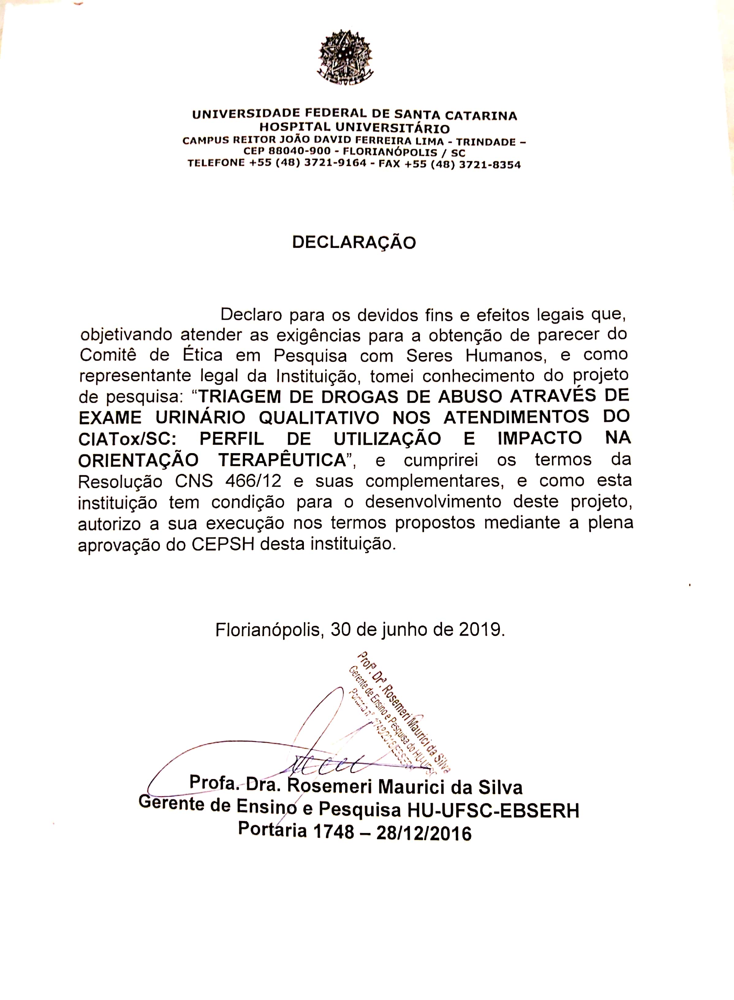 UNIVERSIDADE FEDERAL DE SANTA CATARINA
HOSPITAL UNIVERSITÁRIO
CAMPUS REITOR JOÃO DAVID FERREIRA LIMA - TRINDADE –
CEP 88040-900 - FLORIANÓPOLIS / SC
TELEFONE +55 (48) 3721-9164 - FAX +55 (48) 3721-8354
DECLARAÇÃO
Declaro para os devidos fins e efeitos legais que,
objetivando atender as exigências para a obtenção de parecer do
Comitê de Ética em Pesquisa com Seres Humanos, e como
representante legal da Instituição, tomei conhecimento do projeto
de pesquisa: “TRIAGEM DE DROGAS DE ABUSO ATRAVÉS DE
EXAME URINÁRIO QUALITATIVO NOS ATENDIMENTOS DO
CIATox/SC: PERFIL DE UTILIZAÇÃO E IMPACTO NA
ORIENTAÇÃO TERAPÊUTICA”, e cumprirei os termos da
Resolução CNS 466/12 e suas complementares, e como esta
instituição tem condição para o desenvolvimento deste projeto,
autorizo a sua execução nos termos propostos mediante a plena
aprovação do CEPSH desta instituição.
Florianópolis, 30 de junho de 2019.
Profª. Drª. Rosemeri Maurici da Silva
Gerente de Ensino e Pesquisa do HU-UFSC
Portaria nº
Profa. Dra. Rosemeri Maurici da Silva
Gerente de Ensino e Pesquisa HU-UFSC-EBSERH
Portaria 1748 – 28/12/2016